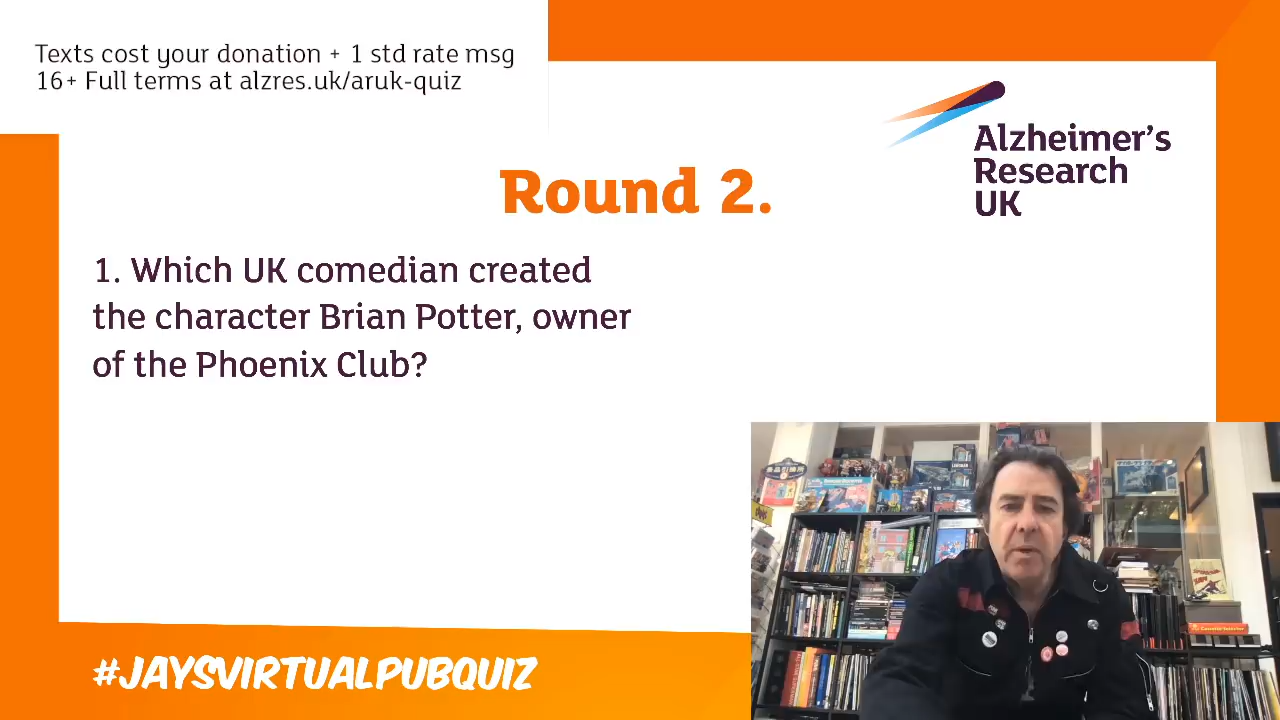 Texts cost your donation + 1 std rate msg
16+ Full terms at alzres.uk/aruk-quiz
Alzheimer's
Research
UK
Round 2.
1. Which UK comedian created
the character Brian Potter, owner
of the Phoenix Club?
#JAYSVIRTUALPUBQUIZ